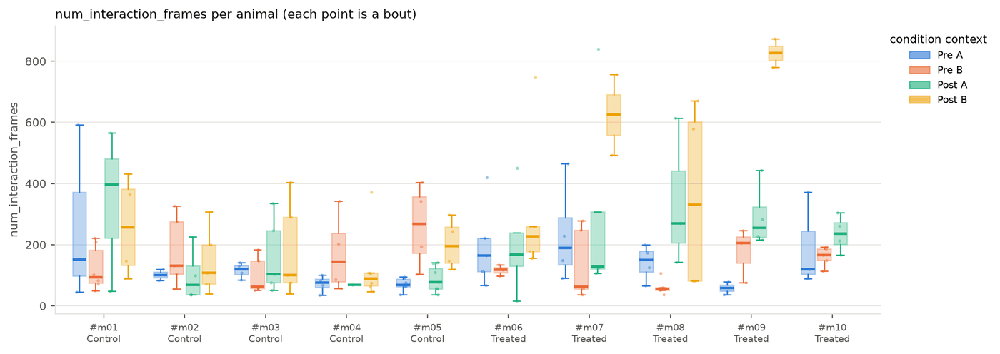 num_interaction_frames per animal (each point is a bout)
condition context
Pre A
Pre B
Post A
Post B
num_interaction_frames
800
600
400
200
0
#m01 #m02 #m03 #m04 #m05 #m06 #m07 #m08 #m09 #m10
Control Control Control Control Control Treated Treated Treated Treated Treated